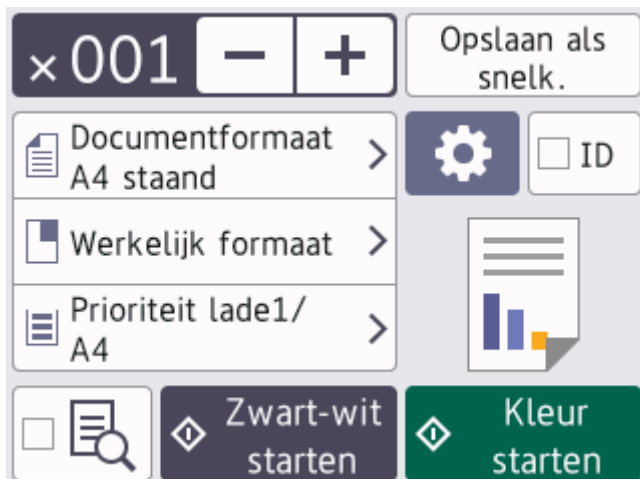 ×001 − +
Opslaan als
snelk.
Documentformaat
A4 staand
ID
Werkelijk formaat
Prioriteit lade1/
A4
Zwart-wit
starten
Kleur
starten